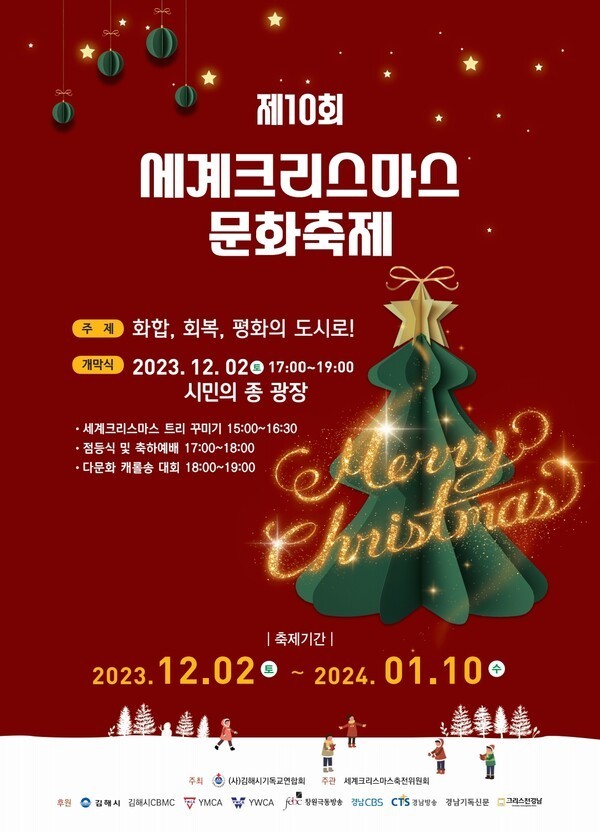 제10회
세계크리스마스
문화축제
주 제 화합, 회복, 평화의 도시로!
개막식 2023. 12. 02 토 17:00~19:00
시민의 종 광장
· 세계크리스마스 트리 꾸미기 15:00~16:30
· 점등식 및 축하예배 17:00~18:00
· 다문화 캐롤송 대회 18:00~19:00
Merry
Christmas
| 축제기간 |
2023. 12.02 토 ~ 2024. 01.10 수
주최 (사)김해시기독교연합회 주관 세계크리스마스축전위원회
후원 김해시 김해시CBMC YMCA YWCA febc 창원극동방송 경남CBS CTS경남방송 경남기독신문 크리스천경남